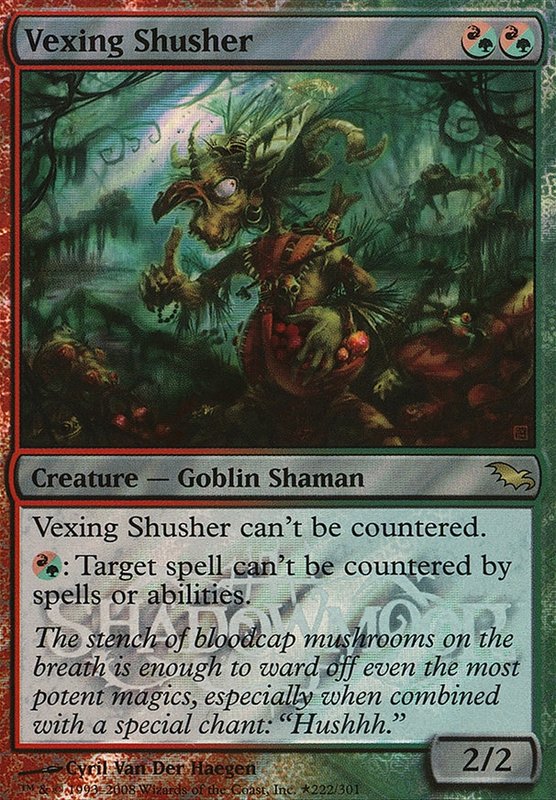 Vexing Shusher
Creature — Goblin Shaman
Vexing Shusher can't be countered.
: Target spell can't be countered by
spells or abilities.
SHADOWMOOR
The stench of bloodcap mushrooms on the
breath is enough to ward off even the most
potent magics, especially when combined
with a special chant: “Hushhh.”
2/2
Cyril Van Der Haegen
™ & © 1993–2008 Wizards of the Coast, Inc. ★222/301